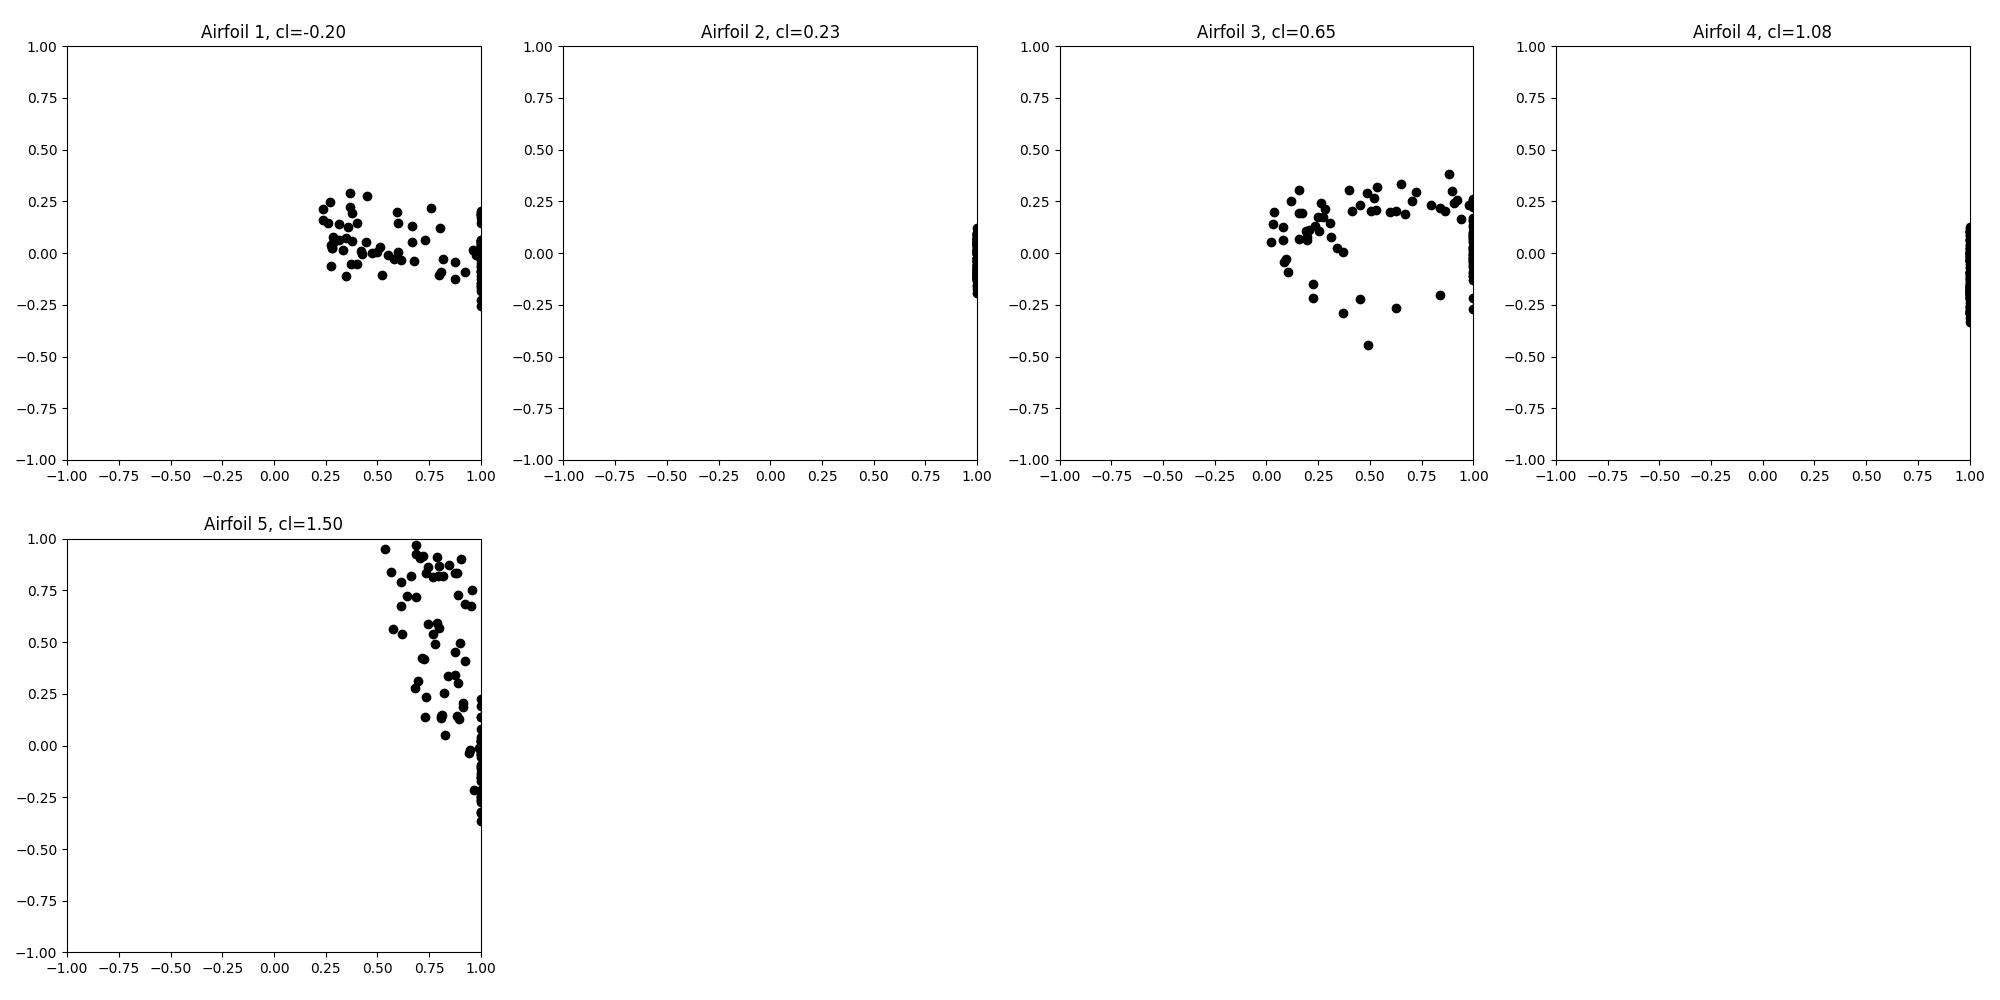 Airfoil 1, cl=-0.20
Airfoil 2, cl=0.23
Airfoil 3, cl=0.65
Airfoil 4, cl=1.08
1.00 1.00 1.00 1.00
0.75 0.75 0.75 0.75
0.50 0.50 0.50 0.50
0.25 0.25 0.25 0.25
0.00 0.00 0.00 0.00
−0.25 −0.25 −0.25 −0.25
−0.50 −0.50 −0.50 −0.50
−0.75 −0.75 −0.75 −0.75
−1.00 −1.00 −1.00 −1.00
−1.00 −0.75 −0.50 −0.25 0.00 0.25 0.50 0.75 1.00
−1.00 −0.75 −0.50 −0.25 0.00 0.25 0.50 0.75 1.00
−1.00 −0.75 −0.50 −0.25 0.00 0.25 0.50 0.75 1.00
−1.00 −0.75 −0.50 −0.25 0.00 0.25 0.50 0.75 1.00
Airfoil 5, cl=1.50
1.00
0.75
0.50
0.25
0.00
−0.25
−0.50
−0.75
−1.00
−1.00 −0.75 −0.50 −0.25 0.00 0.25 0.50 0.75 1.00